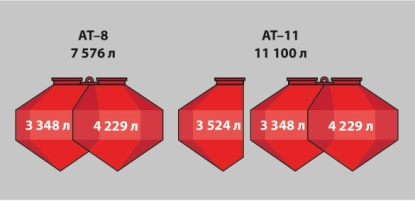 АТ–8
7 576 л
АТ–11
11 100 л
3 348 л
4 229 л
3 524 л
3 348 л
4 229 л